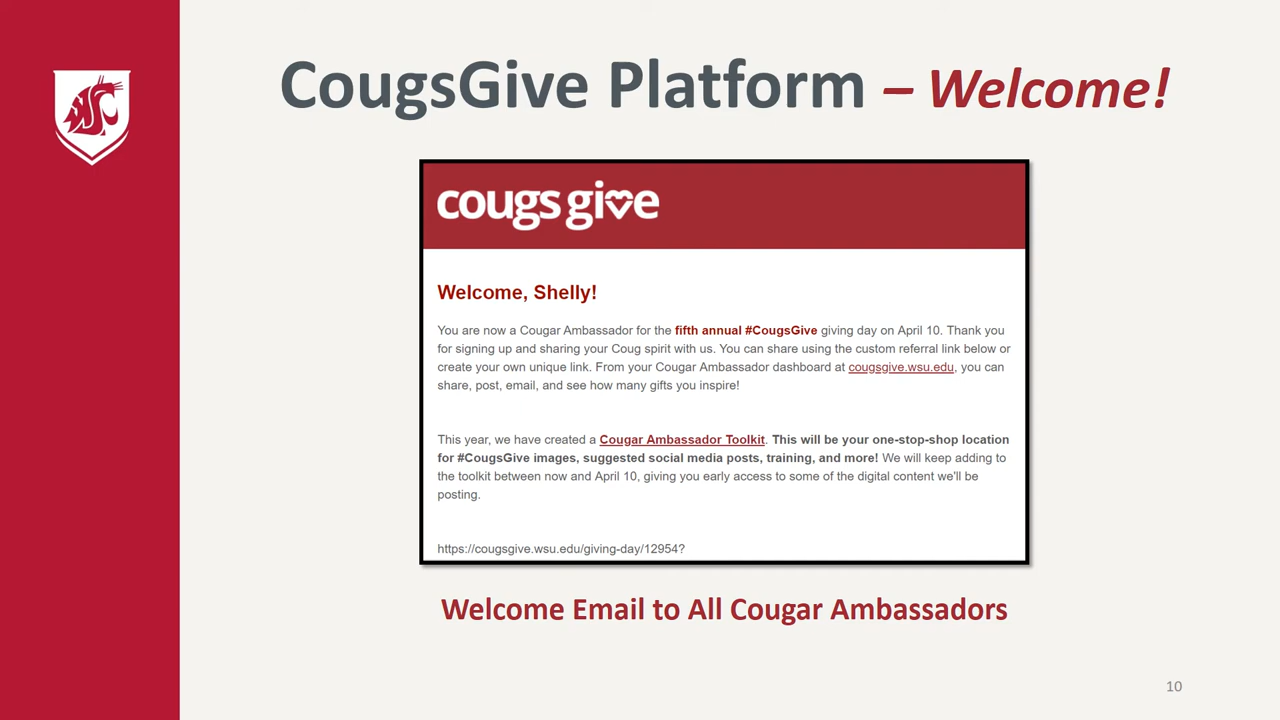 CougsGive Platform – Welcome!
cougs give
Welcome, Shelly!
You are now a Cougar Ambassador for the fifth annual #CougsGive giving day on April 10. Thank you
for signing up and sharing your Coug spirit with us. You can share using the custom referral link below or
create your own unique link. From your Cougar Ambassador dashboard at cougsgive.wsu.edu, you can
share, post, email, and see how many gifts you inspire!
This year, we have created a Cougar Ambassador Toolkit. This will be your one-stop-shop location
for #CougsGive images, suggested social media posts, training, and more! We will keep adding to
the toolkit between now and April 10, giving you early access to some of the digital content we'll be
posting.
https://cougsgive.wsu.edu/giving-day/12954?
Welcome Email to All Cougar Ambassadors
10